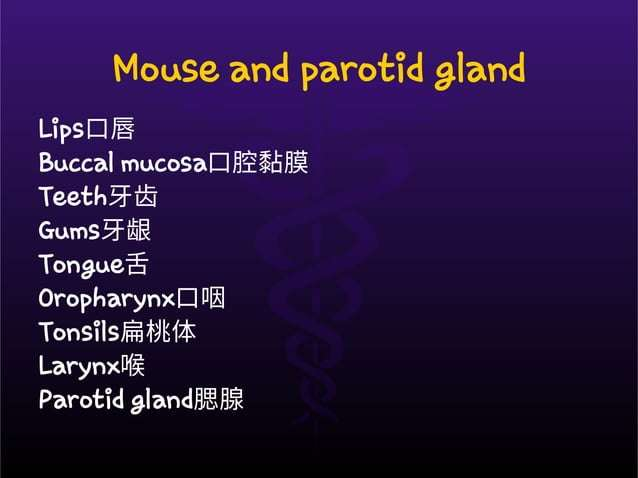 Mouse and parotid gland
Lips口唇
Buccal mucosa口腔黏膜
Teeth牙齿
Gums牙龈
Tongue舌
Oropharynx口咽
Tonsils扁桃体
Larynx喉
Parotid gland腮腺